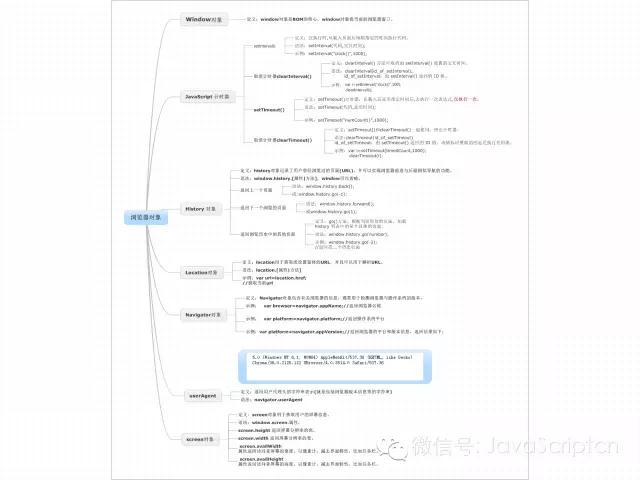 Window对象
定义：window对象是BOM的核心，window对象指当前的浏览器窗口。
浏览器对象
JavaScript 计时器
setInterval()
定义：在执行时,从载入页面后每隔指定的时间执行代码。
语法：setInterval(代码,交互时间);
示例：setInterval("clock()",1000);
取消计时器clearInterval()
定义：clearInterval() 方法可取消由 setInterval() 设置的交互时间。
语法：clearInterval(id_of_setInterval);
id_of_setInterval：由 setInterval() 返回的 ID 值。
示例：var i=setInterval("clock()",100)
clearInterval(i);
setTimeout()
定义：setTimeout()计时器，在载入后延迟指定时间后,去执行一次表达式,仅执行一次。
语法：setTimeout(代码,延迟时间);
示例：setTimeout("numCount()",1000);
取消计时器clearTimeout()
定义：setTimeout()和clearTimeout()一起使用，停止计时器。
语法:clearTimeout(id_of_setTimeout)
id_of_setTimeout：由 setTimeout() 返回的 ID 值。该值标识要取消的延迟执行代码块。
示例：var i=setTimeout(timedCount,1000);
clearTimeout(i);
History 对象
定义：history对象记录了用户曾经浏览过的页面(URL)，并可以实现浏览器前进与后退相似导航的功能。
语法：window.history.[属性|方法]，window可以省略。
返回上一个页面
语法：window.history.back();
或:window.history.go(-1);
返回下一个浏览的页面
语法：window.history.forward();
或window.history.go(1);
返回浏览历史中的其他页面
定义：go()方法，根据当前所处的页面，加载
history 列表中的某个具体的页面。
语法：window.history.go(number);
示例：window.history.go(-2);
//返回第二个历史页面
Location对象
定义：location用于获取或设置窗体的URL，并且可以用于解析URL。
语法：location.[属性|方法]
示例：var url=location.href;
//获取当前url
Navigator对象
定义：Navigator对象包含有关浏览器的信息，通常用于检测浏览器与操作系统的版本。
示例： var browser=navigator.appName;//返回浏览器名称
示例： var platform=navigator.platform;//返回操作系统平台
示例：var platform=navigator.appVersion;//浏览器的平台和版本信息，返回结果如下：
5.0 (Windows NT 6.1; WOW64) AppleWebKit/537.36 (KHTML, like Gecko)
userAgent
定义：返回用户代理头的字符串表示(就是包括浏览器版本信息等的字符串)
语法：navigator.userAgent
screen对象
定义：screen对象用于获取用户的屏幕信息。
语法：window.screen.属性。
screen.height 返回屏幕分辨率的高。
screen.width 返回屏幕分辨率的宽。
screen.availWidth
属性返回访问者屏幕的宽度，以像素计，减去界面特性，比如任务栏。
screen.availHeight
属性返回访问者屏幕的高度，以像素计，减去界面特性，比如任务栏。
微信号: JavaScriptcn